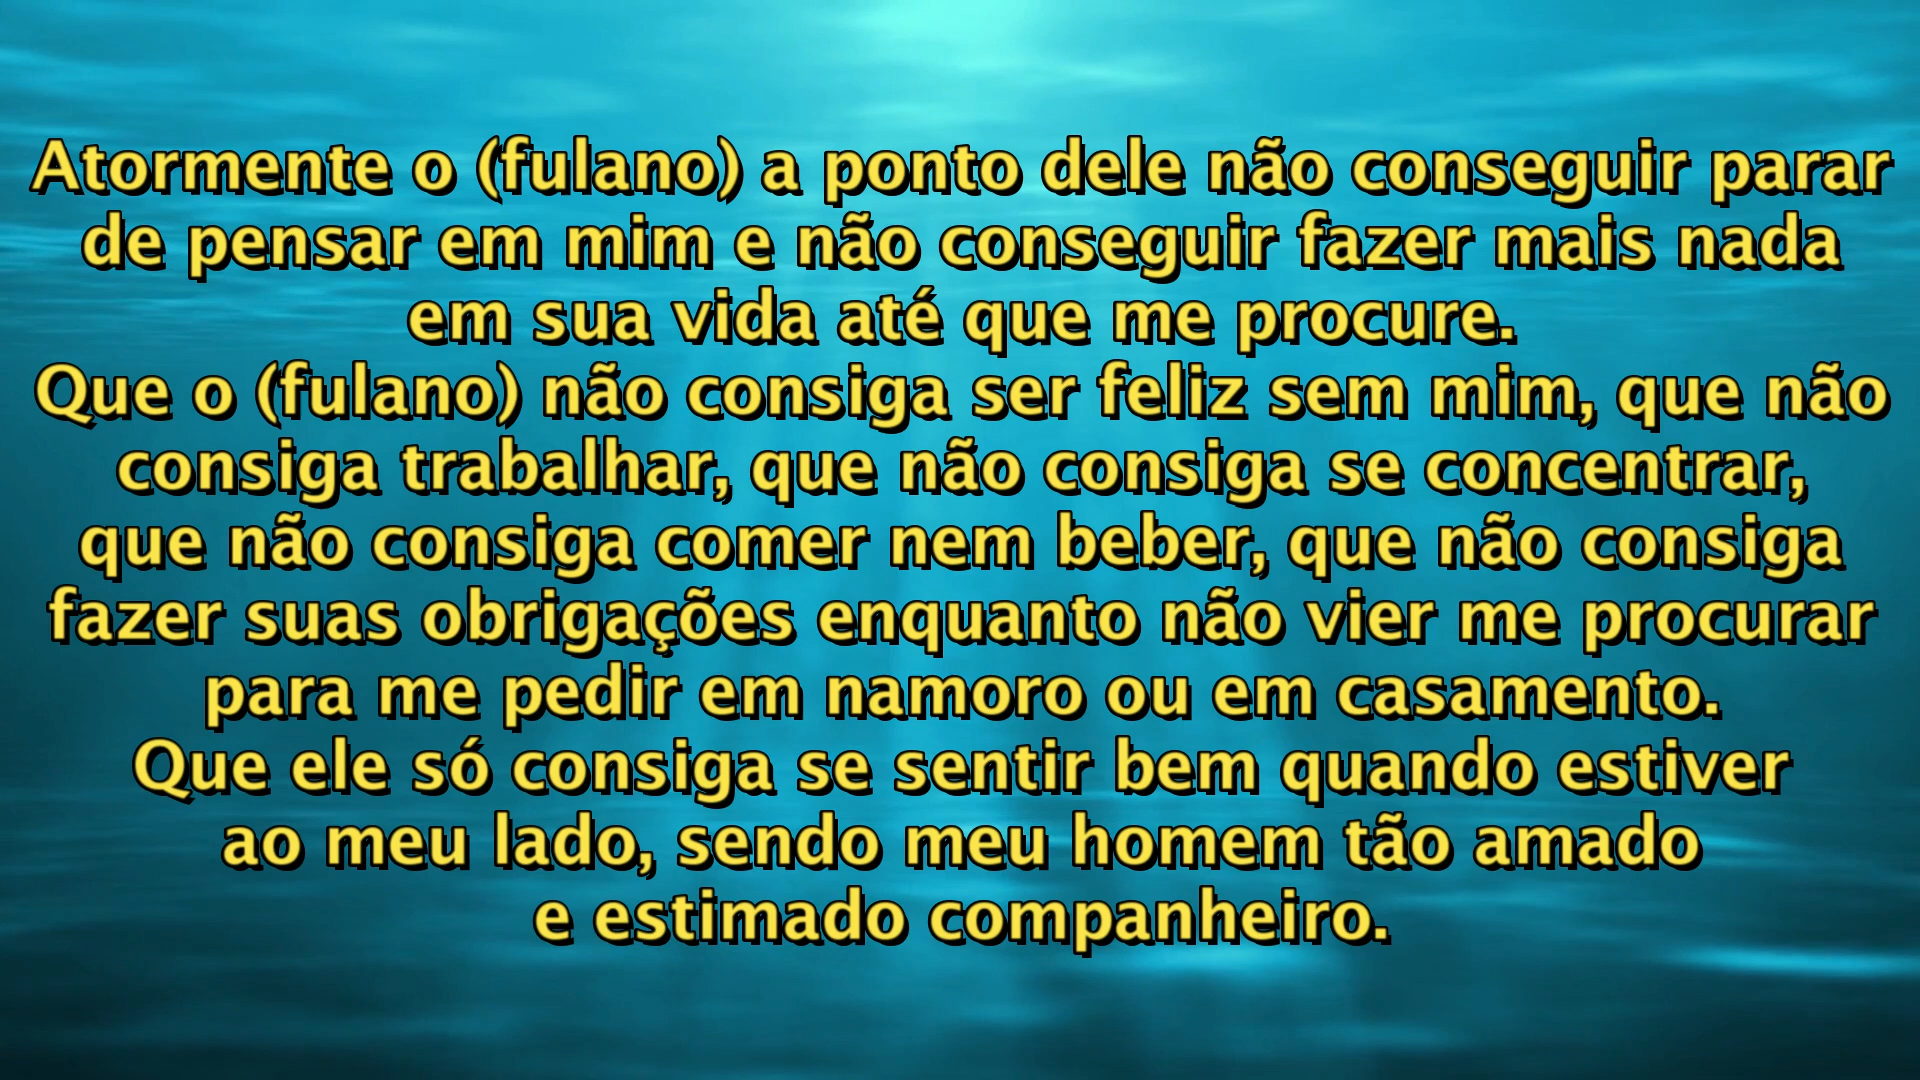 Atormente o (fulano) a ponto dele não conseguir parar
de pensar em mim e não conseguir fazer mais nada
em sua vida até que me procure.
Que o (fulano) não consiga ser feliz sem mim, que não
consiga trabalhar, que não consiga se concentrar,
que não consiga comer nem beber, que não consiga
fazer suas obrigações enquanto não vier me procurar
para me pedir em namoro ou em casamento.
Que ele só consiga se sentir bem quando estiver
ao meu lado, sendo meu homem tão amado
e estimado companheiro.